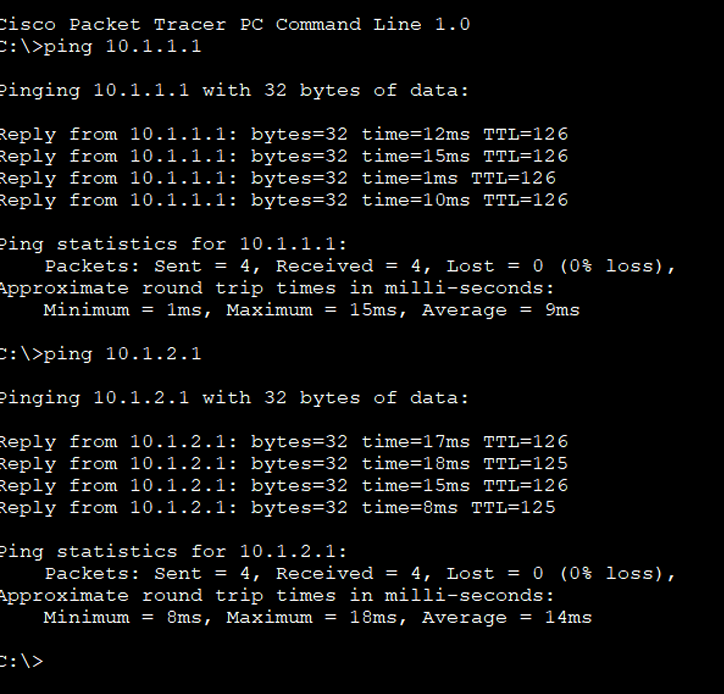 Cisco Packet Tracer PC Command Line 1.0
C:\>ping 10.1.1.1
Pinging 10.1.1.1 with 32 bytes of data:
Reply from 10.1.1.1: bytes=32 time=12ms TTL=126
Reply from 10.1.1.1: bytes=32 time=15ms TTL=126
Reply from 10.1.1.1: bytes=32 time=1ms TTL=126
Reply from 10.1.1.1: bytes=32 time=10ms TTL=126
Ping statistics for 10.1.1.1:
Packets: Sent = 4, Received = 4, Lost = 0 (0% loss),
Approximate round trip times in milli-seconds:
Minimum = 1ms, Maximum = 15ms, Average = 9ms
C:\>ping 10.1.2.1
Pinging 10.1.2.1 with 32 bytes of data:
Reply from 10.1.2.1: bytes=32 time=17ms TTL=126
Reply from 10.1.2.1: bytes=32 time=18ms TTL=125
Reply from 10.1.2.1: bytes=32 time=15ms TTL=126
Reply from 10.1.2.1: bytes=32 time=8ms TTL=125
Ping statistics for 10.1.2.1:
Packets: Sent = 4, Received = 4, Lost = 0 (0% loss),
Approximate round trip times in milli-seconds:
Minimum = 8ms, Maximum = 18ms, Average = 14ms
C:\>